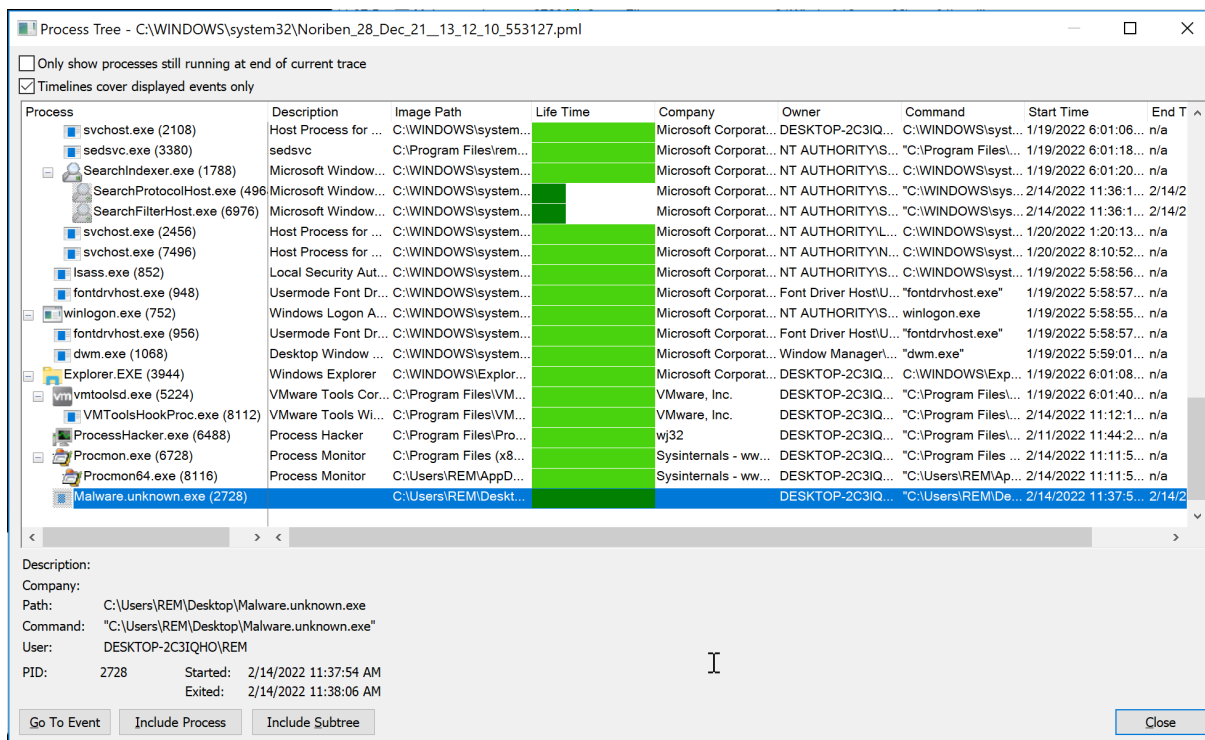 Process Tree - C:\WINDOWS\system32\Noriben_28_Dec_21__13_12_10_553127.pml
Only show processes still running at end of current trace
Timelines cover displayed events only
Process Description Image Path Life Time Company Owner Command Start Time End T
svchost.exe (2108) Host Process for ... C:\WINDOWS\system... Microsoft Corporat... DESKTOP-2C3IQ... C:\WINDOWS\syst... 1/19/2022 6:01:06... n/a
sedsvc.exe (3380) sedsvc C:\Program Files\rem... Microsoft Corporat... NT AUTHORITY\S... "C:\Program Files\... 1/19/2022 6:01:18... n/a
SearchIndexer.exe (1788) Microsoft Window... C:\WINDOWS\system... Microsoft Corporat... NT AUTHORITY\S... C:\WINDOWS\syst... 1/19/2022 6:01:20... n/a
SearchProtocolHost.exe (496 Microsoft Window... C:\WINDOWS\system... Microsoft Corporat... NT AUTHORITY\S... "C:\WINDOWS\sys... 2/14/2022 11:36:1... 2/14/2
SearchFilterHost.exe (6976) Microsoft Window... C:\WINDOWS\system... Microsoft Corporat... NT AUTHORITY\S... "C:\WINDOWS\sys... 2/14/2022 11:36:1... 2/14/2
svchost.exe (2456) Host Process for ... C:\WINDOWS\system... Microsoft Corporat... NT AUTHORITY\L... C:\WINDOWS\syst... 1/20/2022 1:20:13... n/a
svchost.exe (7496) Host Process for ... C:\WINDOWS\system... Microsoft Corporat... NT AUTHORITY\N... C:\WINDOWS\syst... 1/20/2022 8:10:52... n/a
lsass.exe (852) Local Security Aut... C:\WINDOWS\system... Microsoft Corporat... NT AUTHORITY\S... C:\WINDOWS\syst... 1/19/2022 5:58:56... n/a
fontdrvhost.exe (948) Usermode Font Dr... C:\WINDOWS\system... Microsoft Corporat... Font Driver Host\U... "fontdrvhost.exe" 1/19/2022 5:58:57... n/a
winlogon.exe (752) Windows Logon A... C:\WINDOWS\system... Microsoft Corporat... NT AUTHORITY\S... winlogon.exe 1/19/2022 5:58:55... n/a
fontdrvhost.exe (956) Usermode Font Dr... C:\WINDOWS\system... Microsoft Corporat... Font Driver Host\U... "fontdrvhost.exe" 1/19/2022 5:58:57... n/a
dwm.exe (1068) Desktop Window ... C:\WINDOWS\system... Microsoft Corporat... Window Manager\... "dwm.exe" 1/19/2022 5:59:01... n/a
Explorer.EXE (3944) Windows Explorer C:\WINDOWS\Explor... Microsoft Corporat... DESKTOP-2C3IQ... C:\WINDOWS\Exp... 1/19/2022 6:01:08... n/a
vmtoolsd.exe (5224) VMware Tools Cor... C:\Program Files\VM... VMware, Inc. DESKTOP-2C3IQ... "C:\Program Files\... 1/19/2022 6:01:40... n/a
VMToolsHookProc.exe (8112) VMware Tools Wi... C:\Program Files\VM... VMware, Inc. DESKTOP-2C3IQ... "C:\Program Files\... 2/14/2022 11:12:1... n/a
ProcessHacker.exe (6488) Process Hacker C:\Program Files\Pro... wj32 DESKTOP-2C3IQ... "C:\Program Files\... 2/11/2022 11:44:2... n/a
Procmon.exe (6728) Process Monitor C:\Program Files (x8... Sysinternals - ww... DESKTOP-2C3IQ... "C:\Program Files ... 2/14/2022 11:11:5... n/a
Procmon64.exe (8116) Process Monitor C:\Users\REM\AppD... Sysinternals - ww... DESKTOP-2C3IQ... "C:\Users\REM\Ap... 2/14/2022 11:11:5... n/a
Malware.unknown.exe (2728) C:\Users\REM\Deskt... DESKTOP-2C3IQ... "C:\Users\REM\De... 2/14/2022 11:37:5... 2/14/2
Description:
Company:
Path: C:\Users\REM\Desktop\Malware.unknown.exe
Command: "C:\Users\REM\Desktop\Malware.unknown.exe"
User: DESKTOP-2C3IQHO\REM
PID: 2728 Started: 2/14/2022 11:37:54 AM
Exited: 2/14/2022 11:38:06 AM
Go To Event Include Process Include Subtree Close